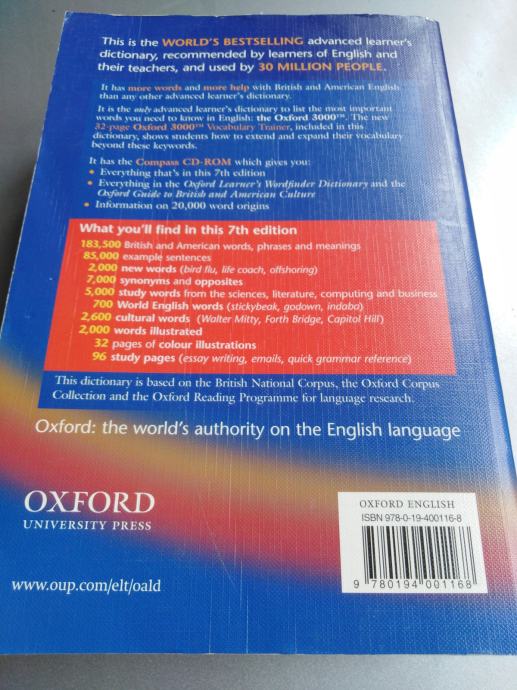 This is the WORLD'S BESTSELLING advanced learner's
dictionary, recommended by learners of English and
their teachers, and used by 30 MILLION PEOPLE.
It has more words and more help with British and American English
than any other advanced learner's dictionary.
It is the only advanced learner's dictionary to list the most important
words you need to know in English: the Oxford 3000™. The new
32-page Oxford 3000™ Vocabulary Trainer, included in this
dictionary, shows students how to extend and expand their vocabulary
beyond these keywords.
It has the Compass CD-ROM which gives you:
• Everything that's in this 7th edition
• Everything in the Oxford Learner's Wordfinder Dictionary and the
Oxford Guide to British and American Culture
• Information on 20,000 word origins
What you'll find in this 7th edition
183,500 British and American words, phrases and meanings
85,000 example sentences
2,000 new words (bird flu, life coach, offshoring)
7,000 synonyms and opposites
5,000 study words from the sciences, literature, computing and business
700 World English words (stickybeak, godown, indaba)
2,600 cultural words (Walter Mitty, Forth Bridge, Capitol Hill)
2,000 words illustrated
32 pages of colour illustrations
96 study pages (essay writing, emails, quick grammar reference)
This dictionary is based on the British National Corpus, the Oxford Corpus
Collection and the Oxford Reading Programme for language research.
Oxford: the world's authority on the English language
OXFORD
UNIVERSITY PRESS
www.oup.com/elt/oald
OXFORD ENGLISH
ISBN 978-0-19-400116-8
9 780194 001168